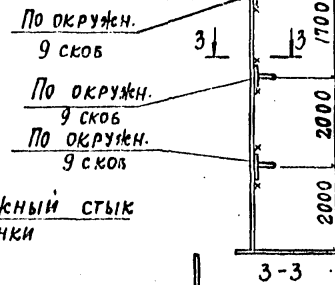 По окружн.
9 скоб
3 3
1700
По окружн.
9 скоб
2000
По окружн.
9 скоб
жный стык
нки
2000
3-3